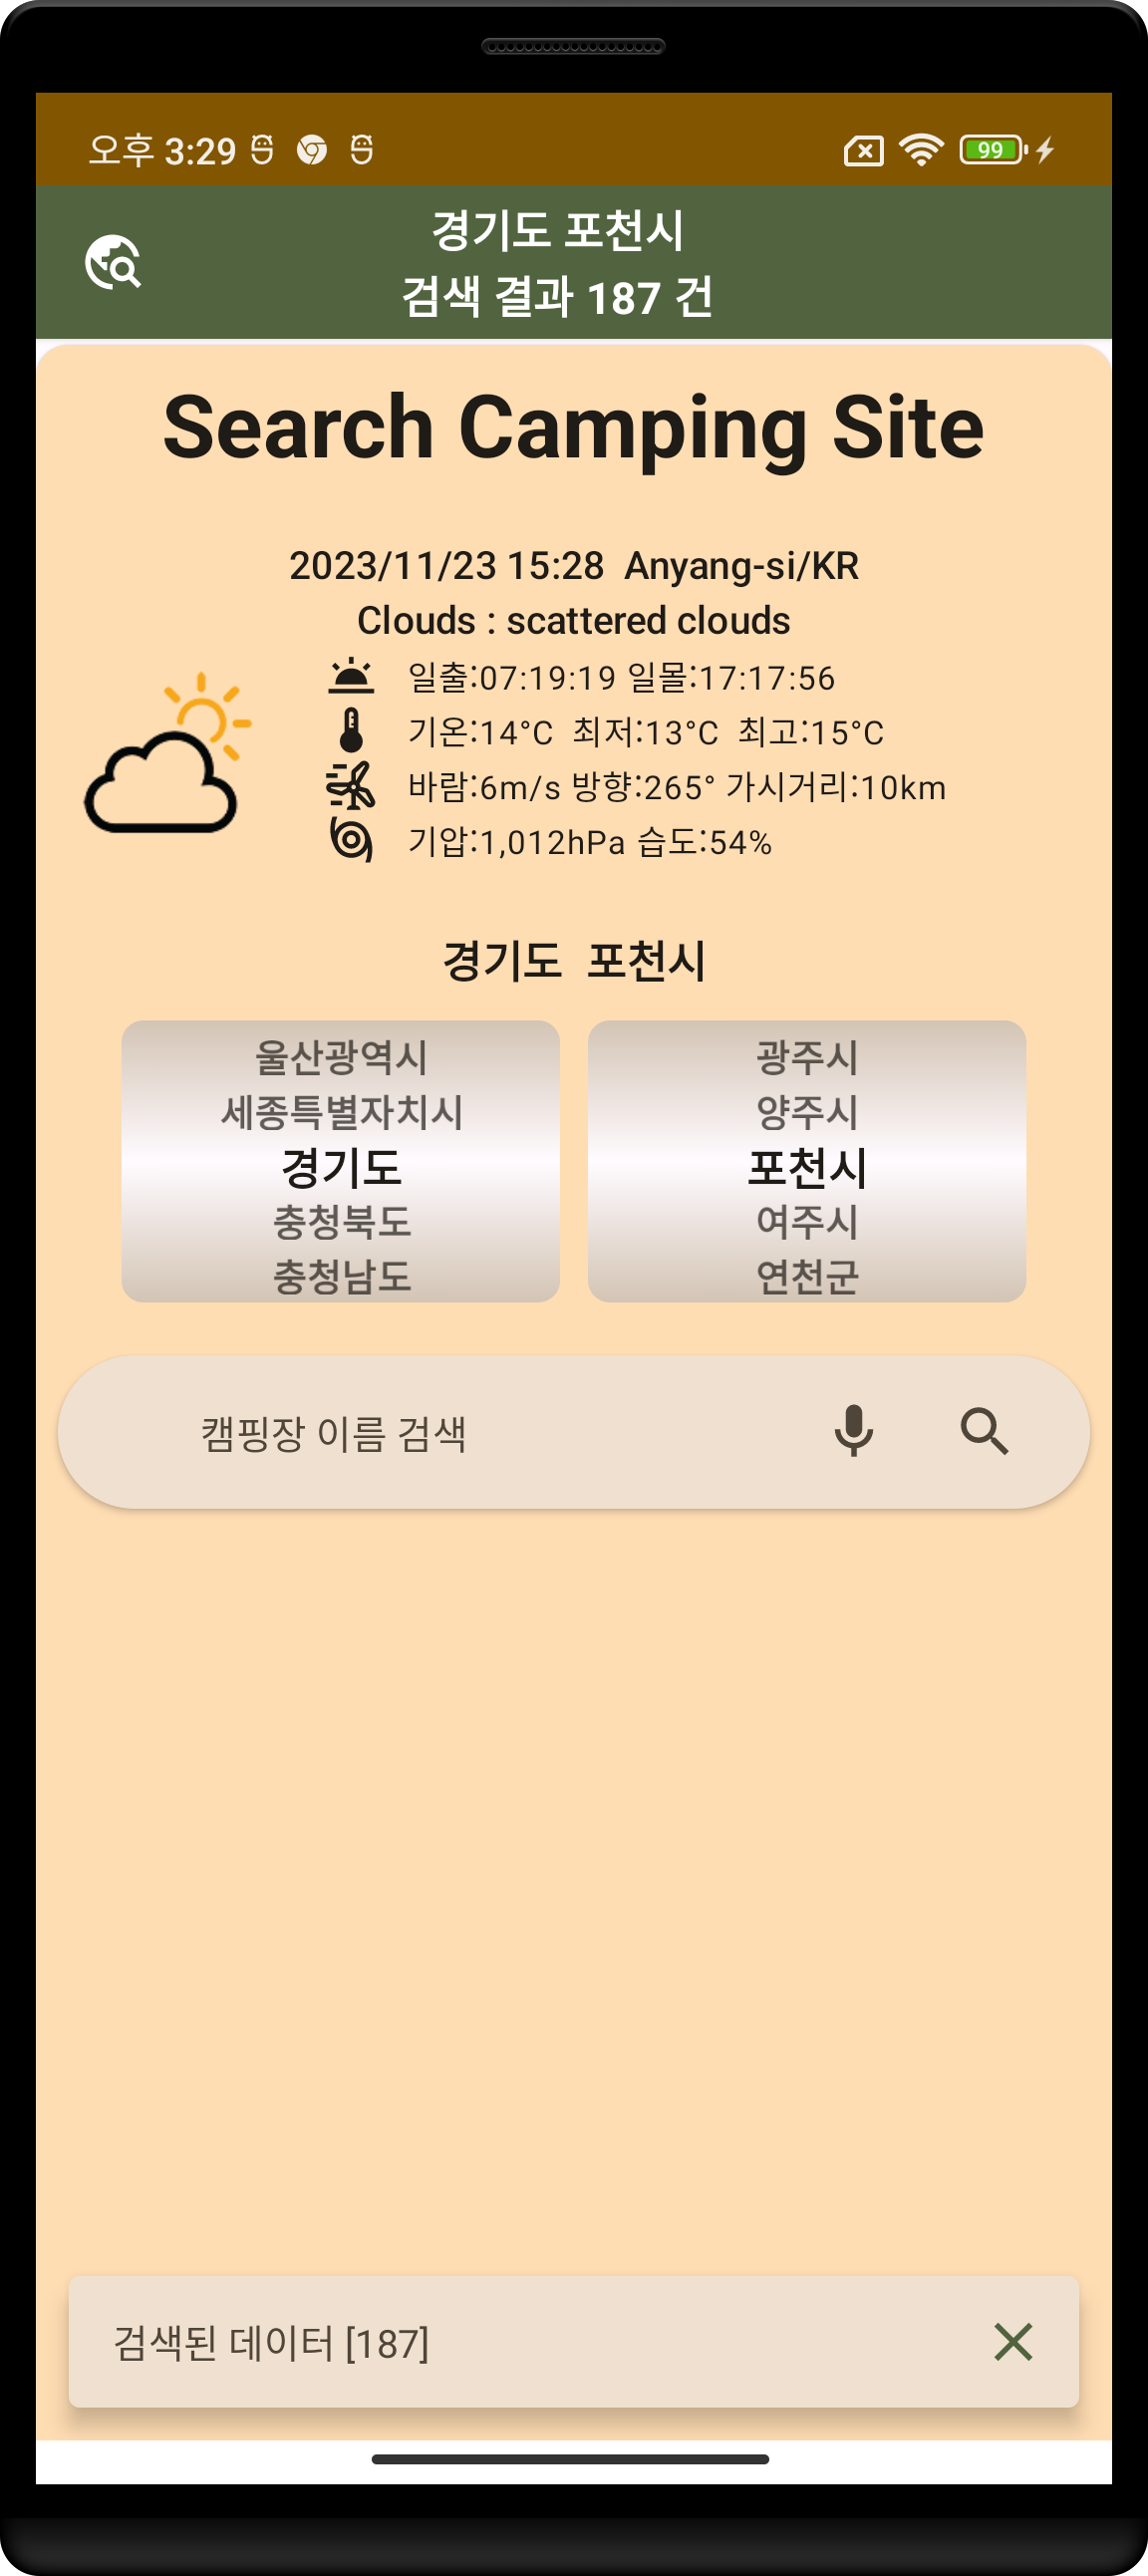 오후 3:29
99
경기도 포천시
검색 결과 187 건
Search Camping Site
2023/11/23 15:28 Anyang-si/KR
Clouds : scattered clouds
일출:07:19:19 일몰:17:17:56
기온:14°C 최저:13°C 최고:15°C
바람:6m/s 방향:265° 가시거리:10km
기압:1,012hPa 습도:54%
경기도 포천시
울산광역시
세종특별자치시
경기도
충청북도
충청남도
광주시
양주시
포천시
여주시
연천군
캠핑장 이름 검색
검색된 데이터 [187]